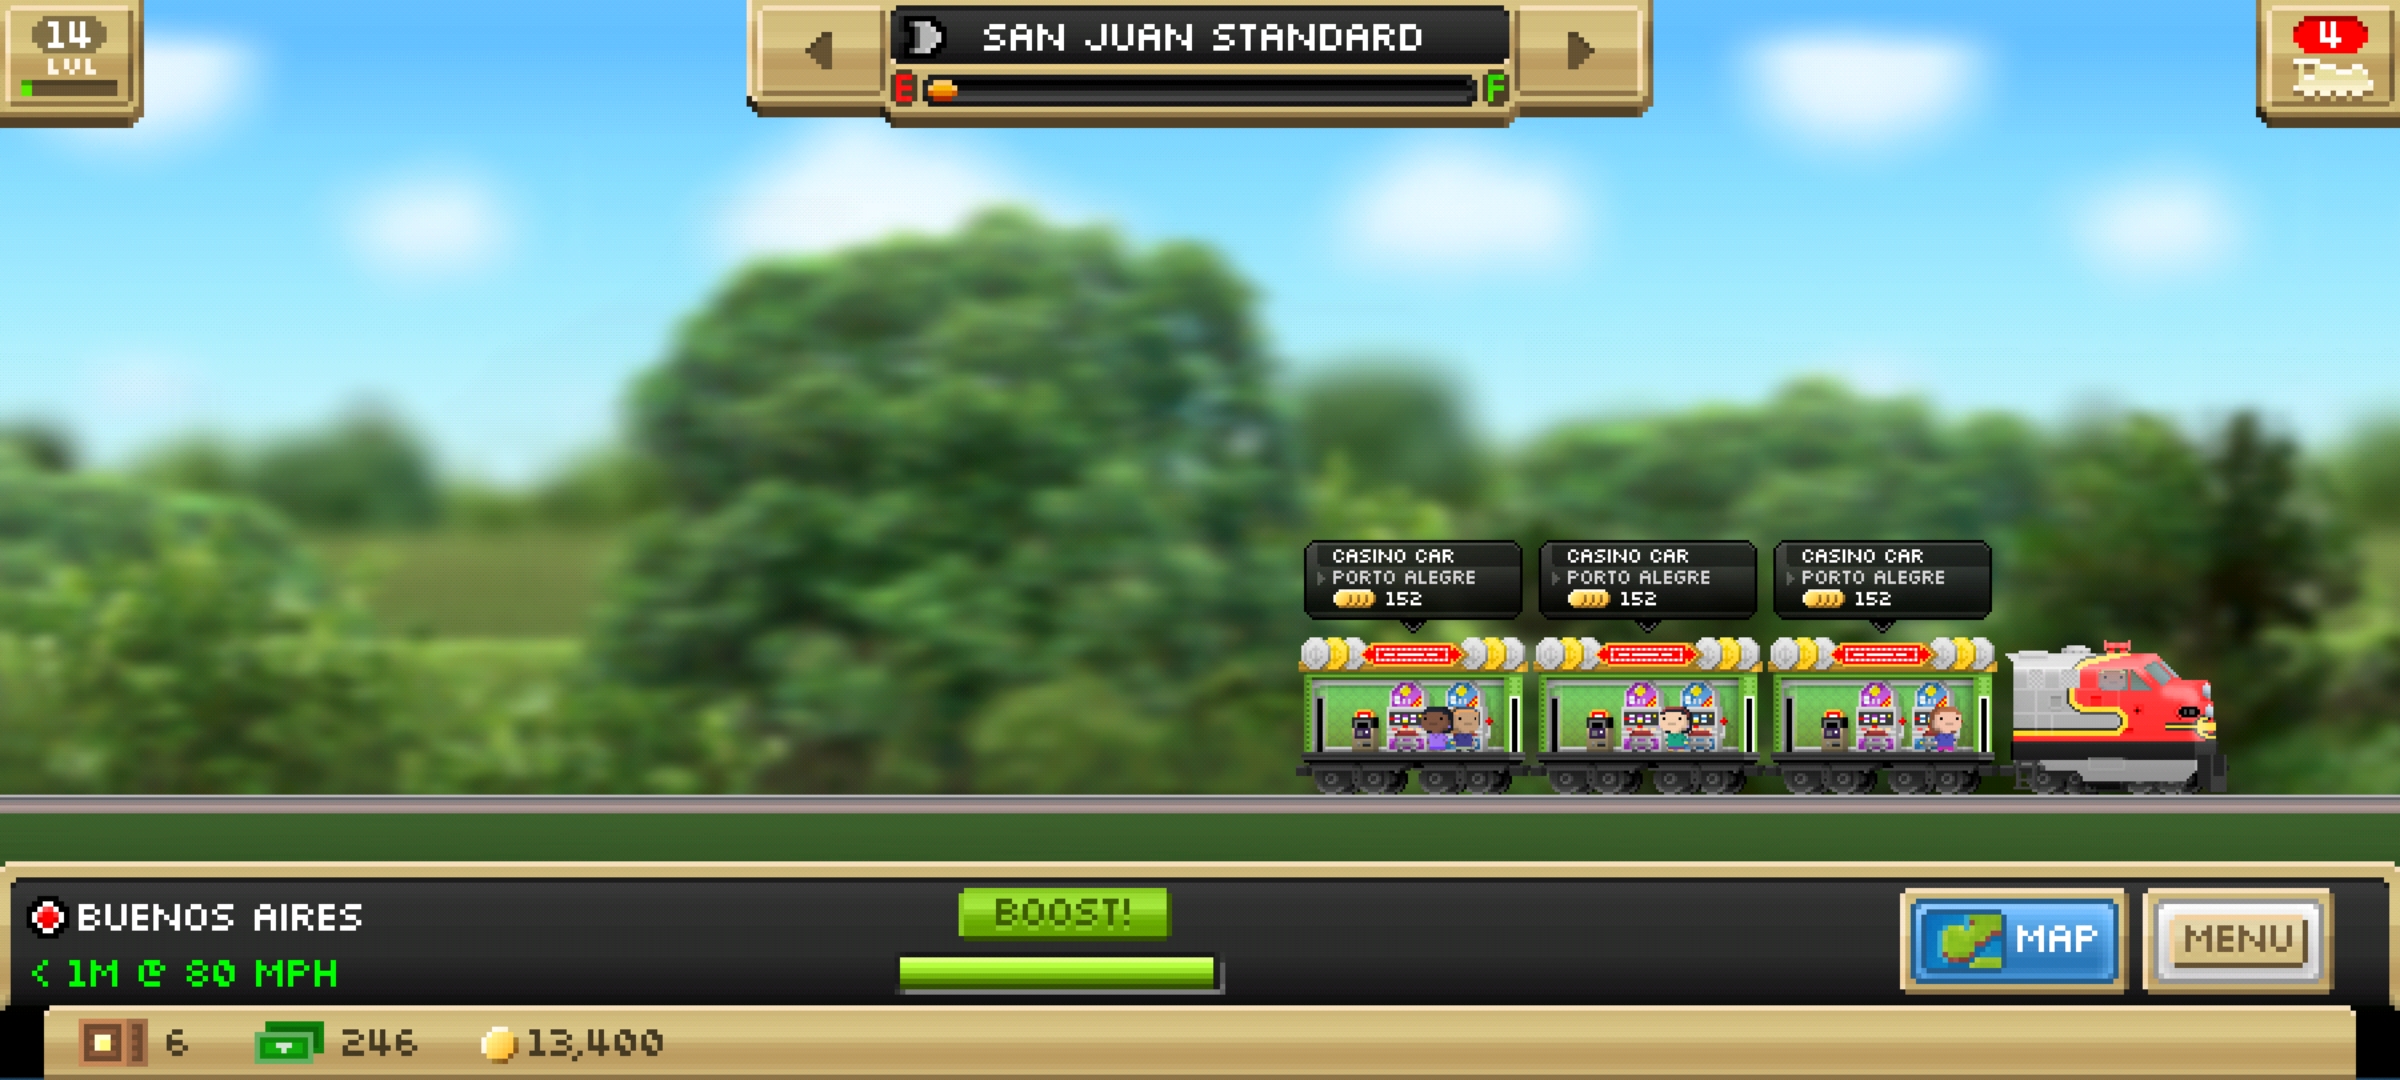 14
LVL
SAN JUAN STANDARD
E F
4
CASINO CAR
PORTO ALEGRE
152
CASINO CAR
PORTO ALEGRE
152
CASINO CAR
PORTO ALEGRE
152
BUENOS AIRES
< 1M @ 80 MPH
BOOST!
MAP
MENU
6
246
13,400